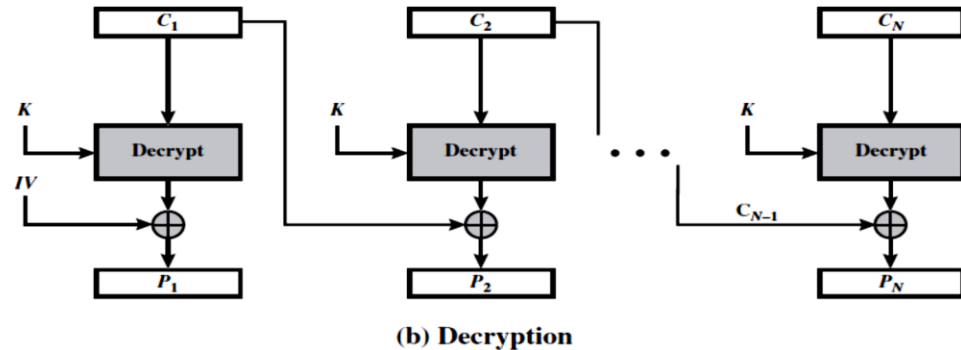 C1 C2 CN
K K K
Decrypt Decrypt Decrypt
IV
CN−1
P1 P2 PN
(b) Decryption